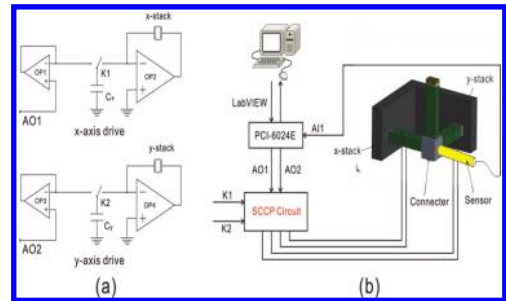 x-stack
OP1
K1
OP2
Cx
AO1
x-axis drive
y-stack
OP3
K2
OP4
Cy
AO2
y-axis drive
(a)
LabVIEW
PCI-6024E
AI1
y-stack
x-stack
AO1 AO2
K1
SCCP Circuit
K2
Connecter
Sensor
(b)